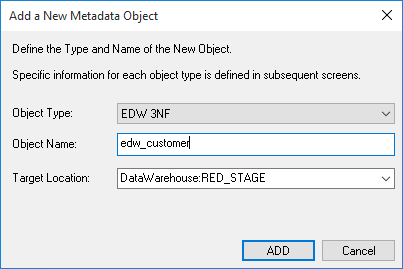 Add a New Metadata Object
Define the Type and Name of the New Object.
Specific information for each object type is defined in subsequent screens.
Object Type: EDW 3NF
Object Name: edw_customer
Target Location: DataWarehouse:RED_STAGE
ADD Cancel